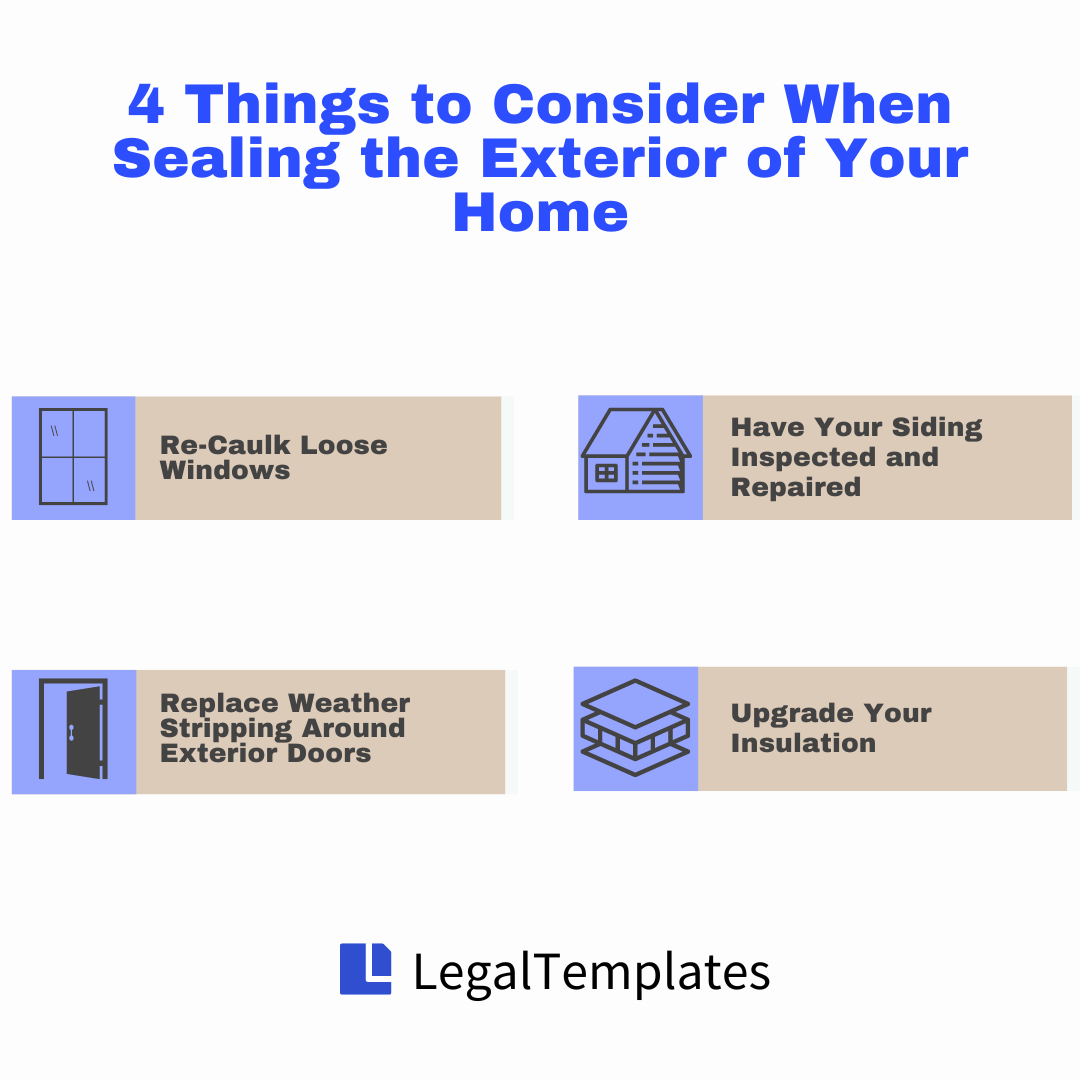 4 Things to Consider When
Sealing the Exterior of Your
Home
Re-Caulk Loose
Windows
Have Your Siding
Inspected and
Repaired
Replace Weather
Stripping Around
Exterior Doors
Upgrade Your
Insulation
LegalTemplates